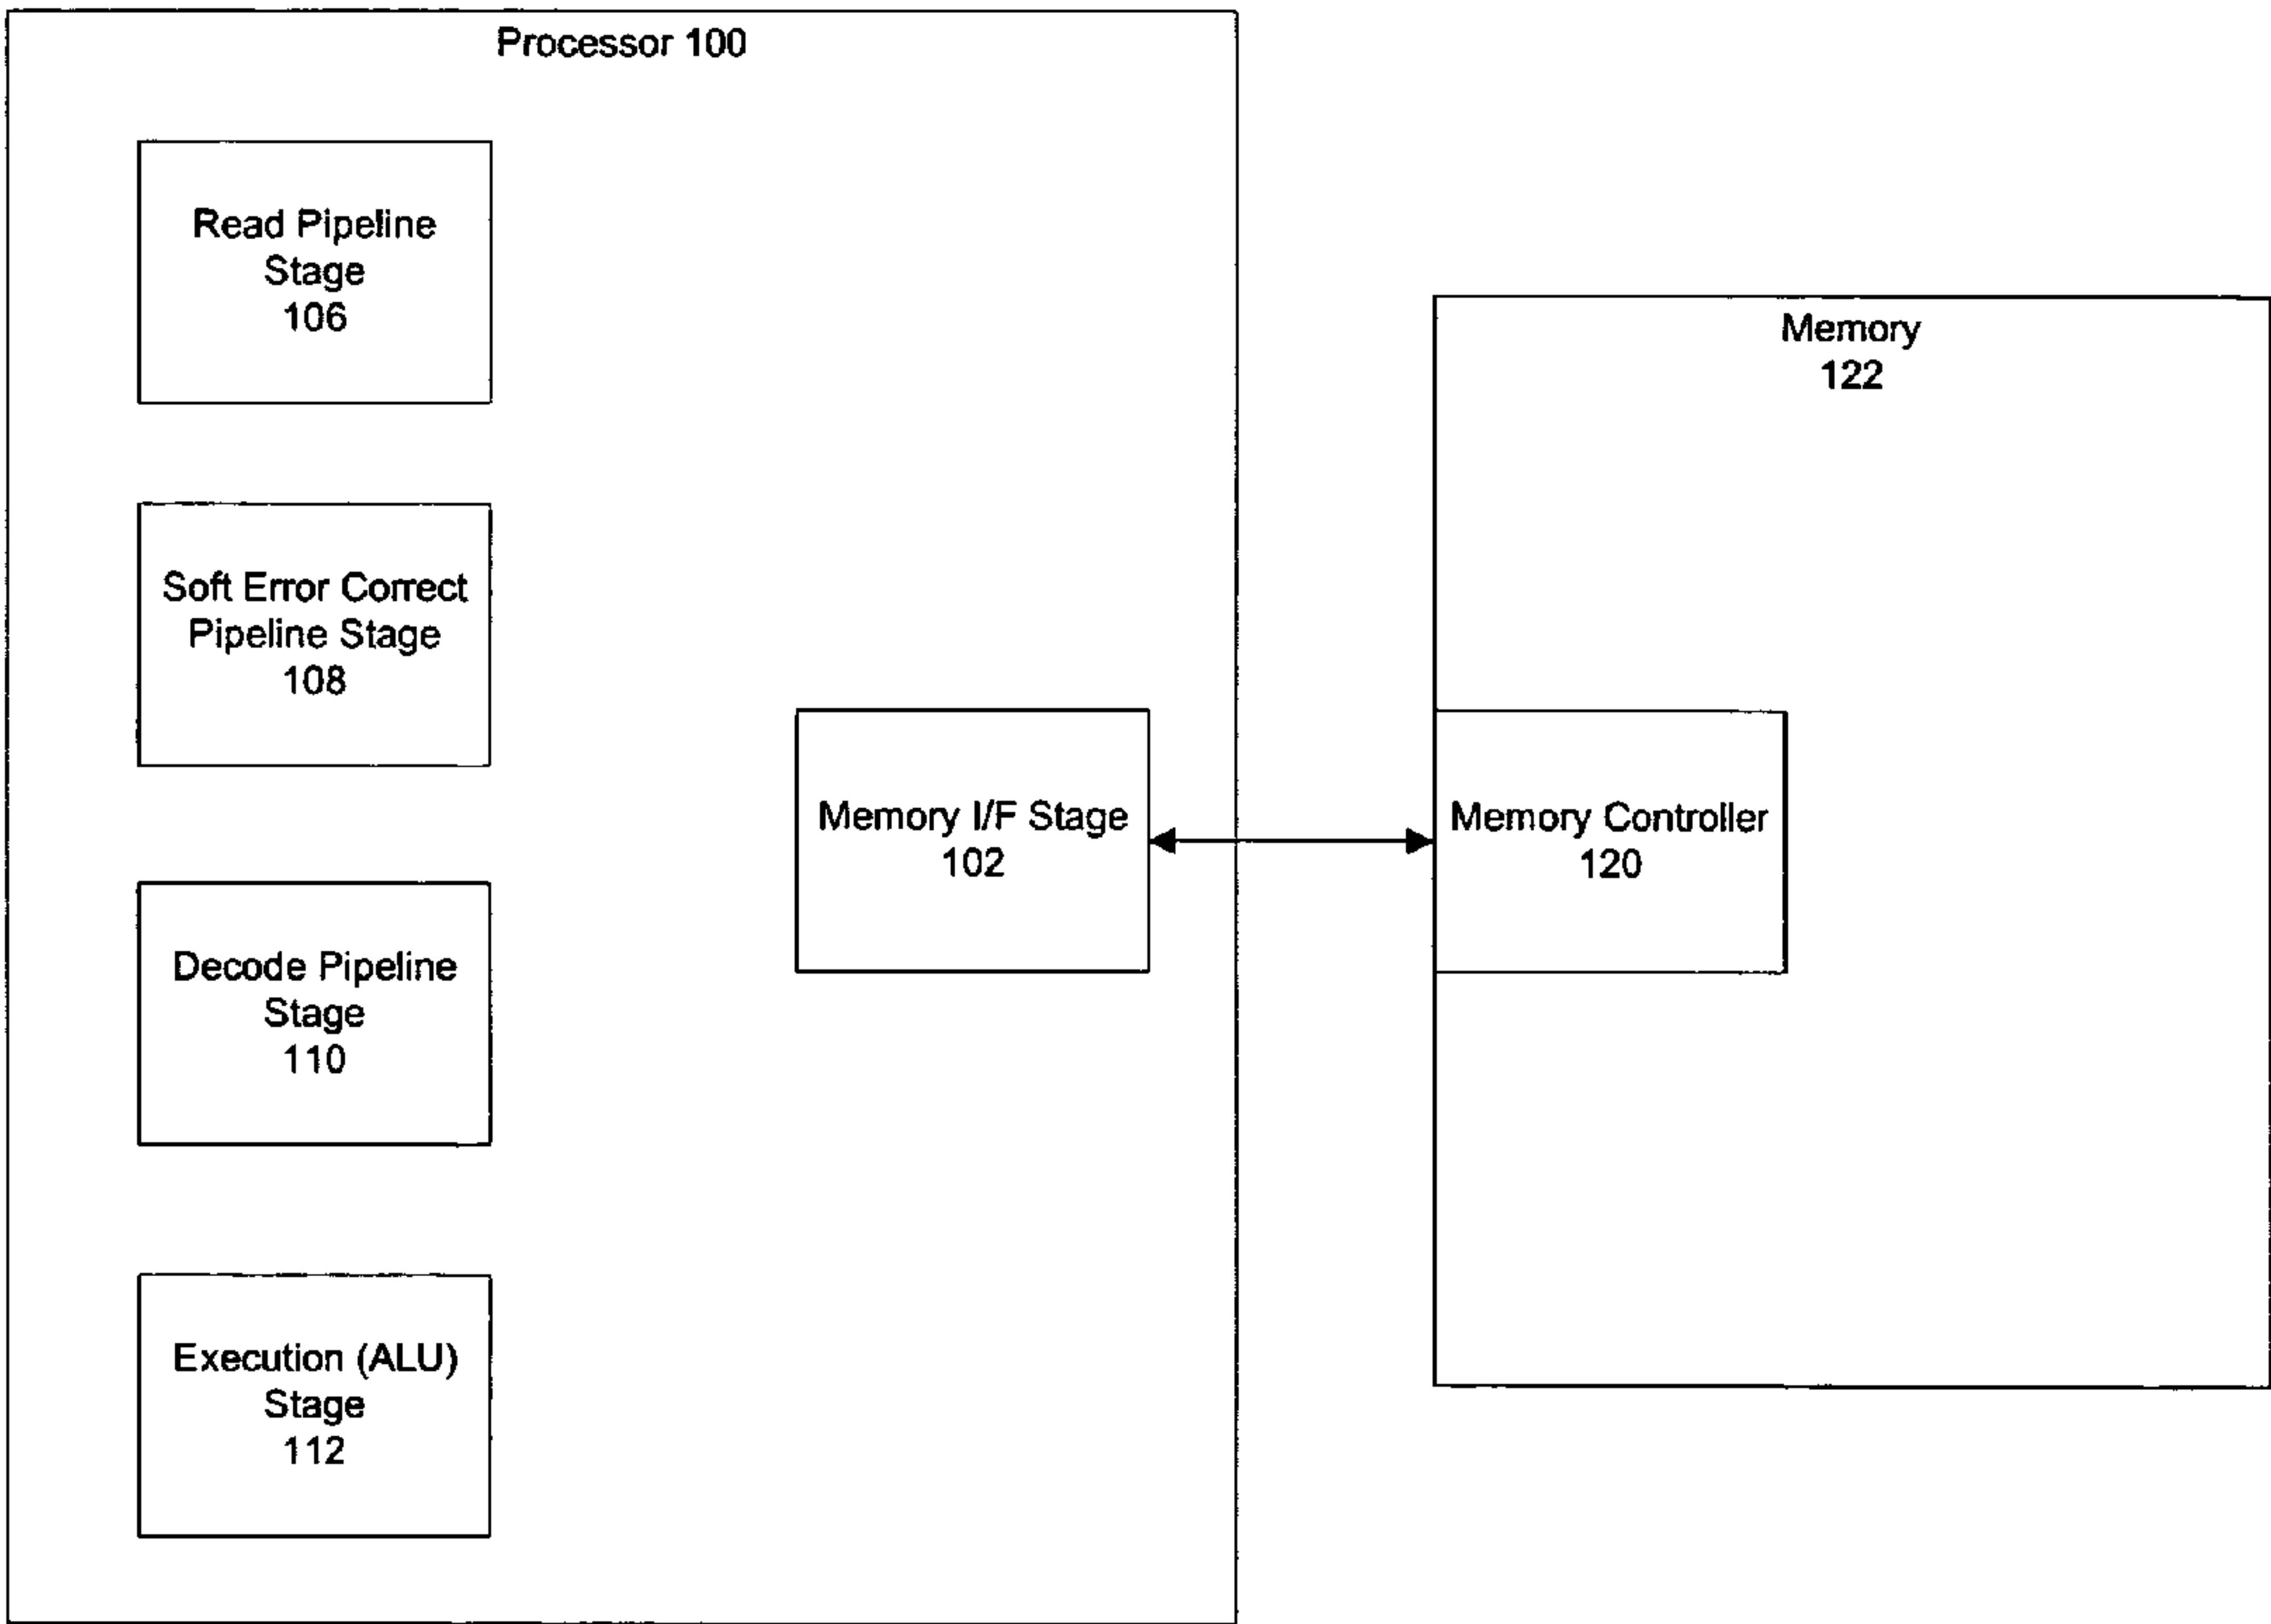 Processor 100
Read Pipeline
Stage
106
Soft Error Correct
Pipeline Stage
108
Decode Pipeline
Stage
110
Execution (ALU)
Stage
112
Memory I/F Stage
102
Memory
122
Memory Controller
120